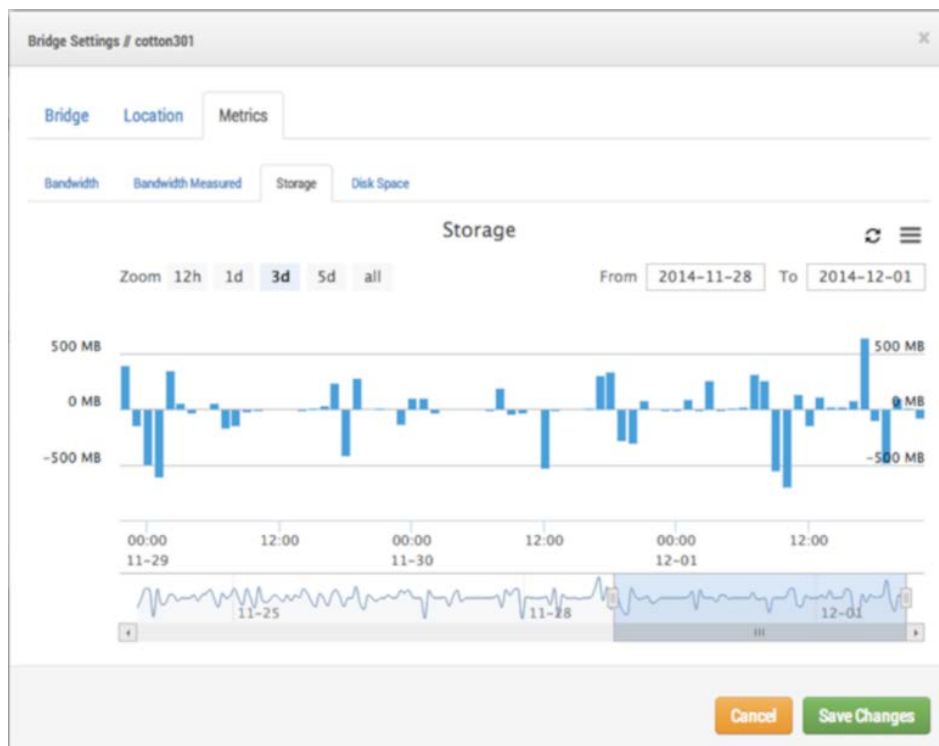 Bridge Settings // cotton301
Bridge Location Metrics
Bandwidth Bandwidth Measured Storage Disk Space
Storage
Zoom 12h 1d 3d 5d all From 2014-11-28 To 2014-12-01
500 MB 500 MB
0 MB 0 MB
-500 MB -500 MB
00:00 12:00 00:00 12:00 00:00 12:00
11-29 11-30 12-01
11-25 11-28 12-01
Cancel Save Changes